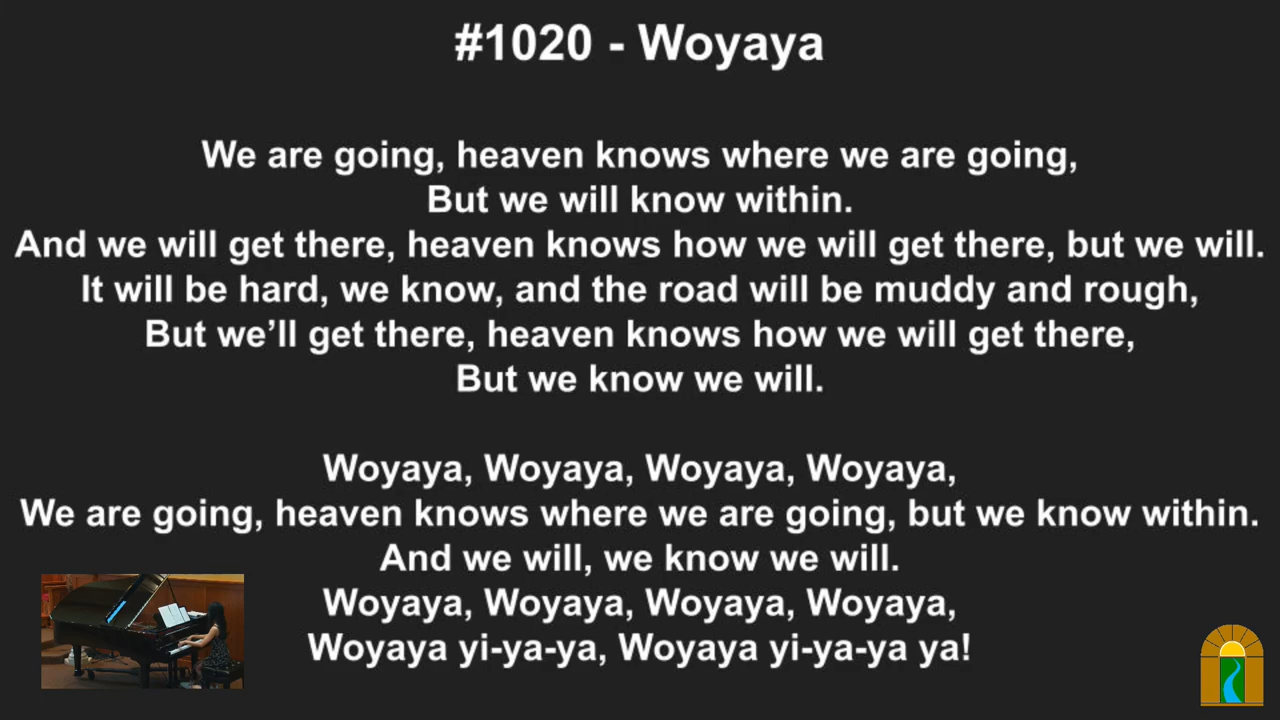 #1020 - Woyaya
We are going, heaven knows where we are going,
But we will know within.
And we will get there, heaven knows how we will get there, but we will.
It will be hard, we know, and the road will be muddy and rough,
But we’ll get there, heaven knows how we will get there,
But we know we will.
Woyaya, Woyaya, Woyaya, Woyaya,
We are going, heaven knows where we are going, but we know within.
And we will, we know we will.
Woyaya, Woyaya, Woyaya, Woyaya,
Woyaya yi-ya-ya, Woyaya yi-ya-ya ya!